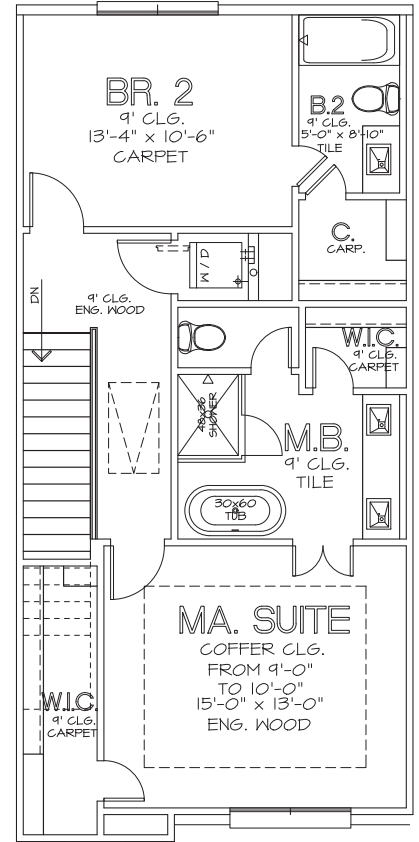 BR. 2
9' CLG.
13'-4" x 10'-6"
CARPET
B.2
9' CLG.
5'-0" x 8'-10"
TILE
C.
CARP.
W/D
DN
9' CLG.
ENG. WOOD
W.I.C.
9' CLG.
CARPET
48x36
SHOWER
M.B.
9' CLG.
TILE
30x60
TUB
MA. SUITE
COFFER CLG.
FROM 9'-0"
TO 10'-0"
15'-0" x 13'-0"
ENG. WOOD
W.I.C.
9' CLG.
CARPET